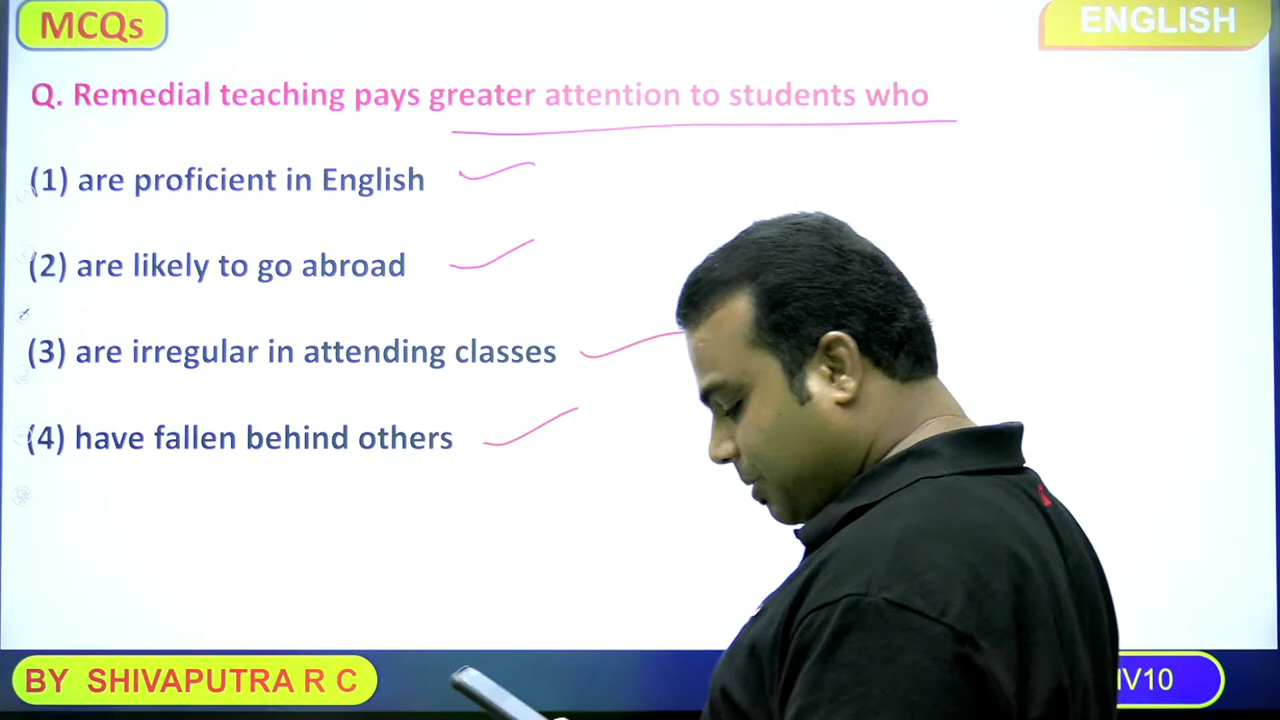 MCQs
ENGLISH
Q. Remedial teaching pays greater attention to students who
(1) are proficient in English
(2) are likely to go abroad
(3) are irregular in attending classes
(4) have fallen behind others
BY SHIVAPUTRA R C
IV10